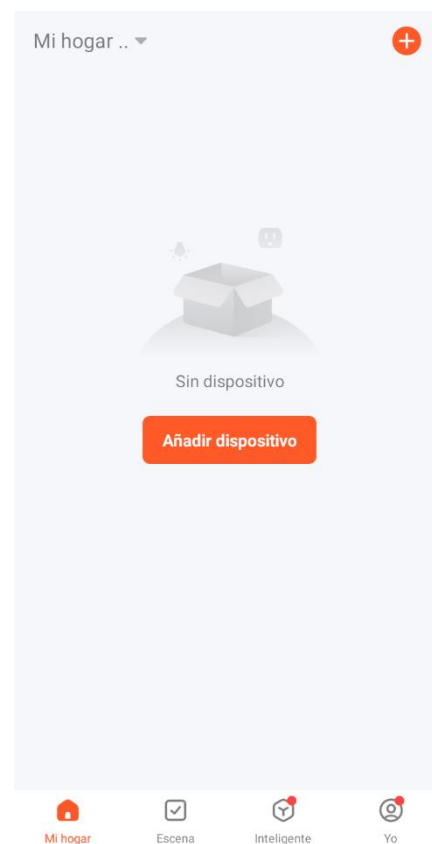 Mi hogar ..
Sin dispositivo
Añadir dispositivo
Mi hogar
Escena
Inteligente
Yo